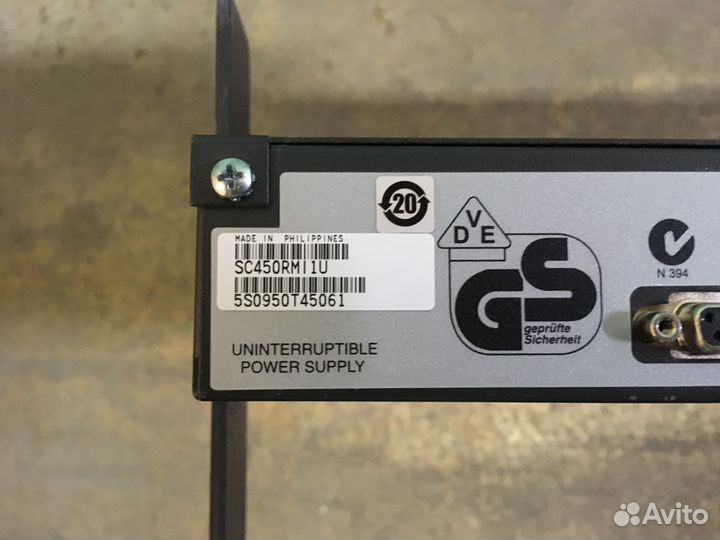 20
MADE IN PHILIPPINES
SC450RMI1U
5S0950T45061
UNINTERRUPTIBLE
POWER SUPPLY
V
D E
GS
geprüfte
Sicherheit
N 394
Avito